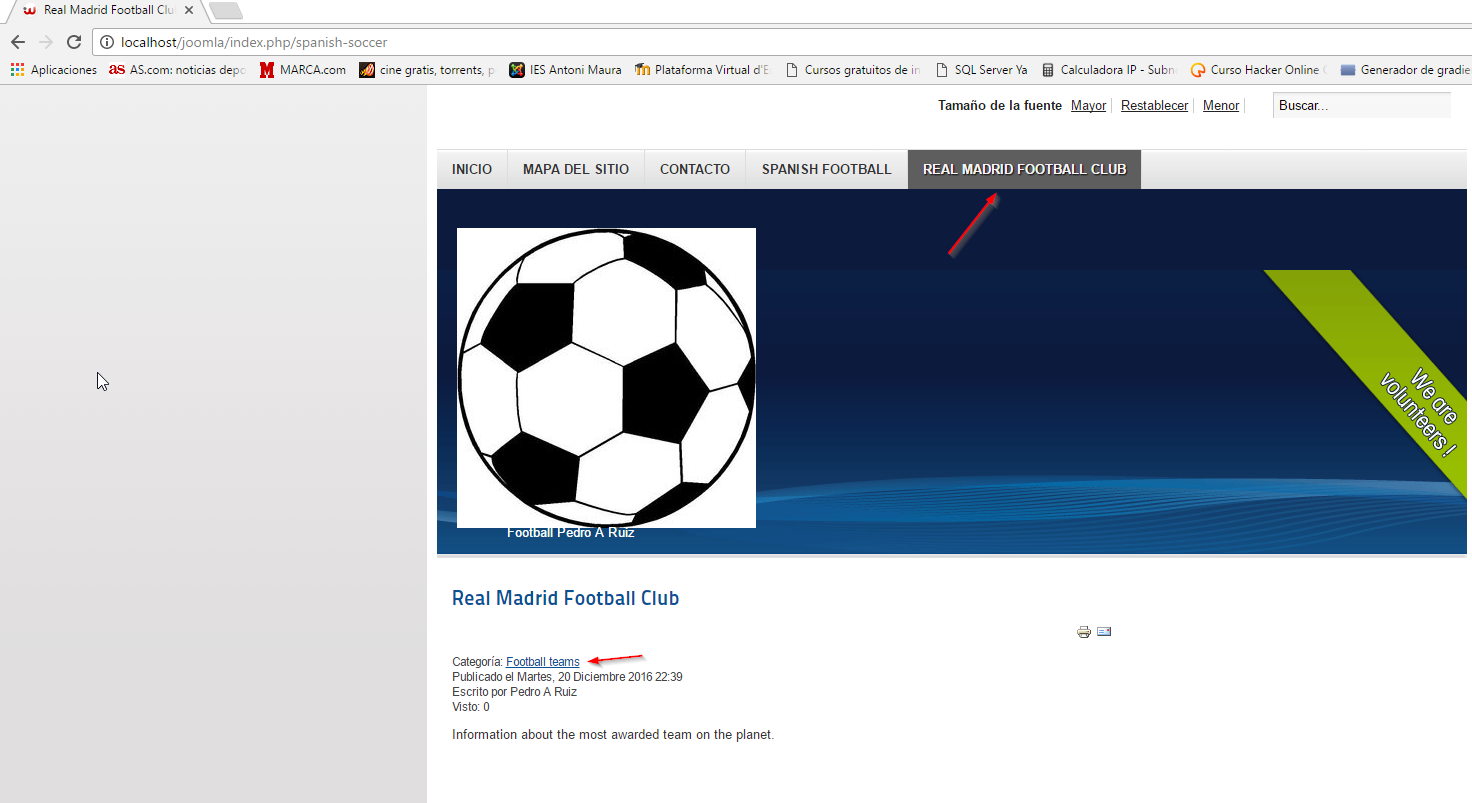 Real Madrid Football Clu
localhost/joomla/index.php/spanish-soccer
Aplicaciones as AS.com: noticias depo M MARCA.com cine gratis, torrents, p IES Antoni Maura Plataforma Virtual d'E Cursos gratuitos de in SQL Server Ya Calculadora IP - Subn Curso Hacker Online Generador de gradie
Tamaño de la fuente Mayor Restablecer Menor Buscar...
INICIO MAPA DEL SITIO CONTACTO SPANISH FOOTBALL REAL MADRID FOOTBALL CLUB
We are
volunteers !
Football Pedro A Ruiz
Real Madrid Football Club
Categoría: Football teams
Publicado el Martes, 20 Diciembre 2016 22:39
Escrito por Pedro A Ruiz
Visto: 0
Information about the most awarded team on the planet.